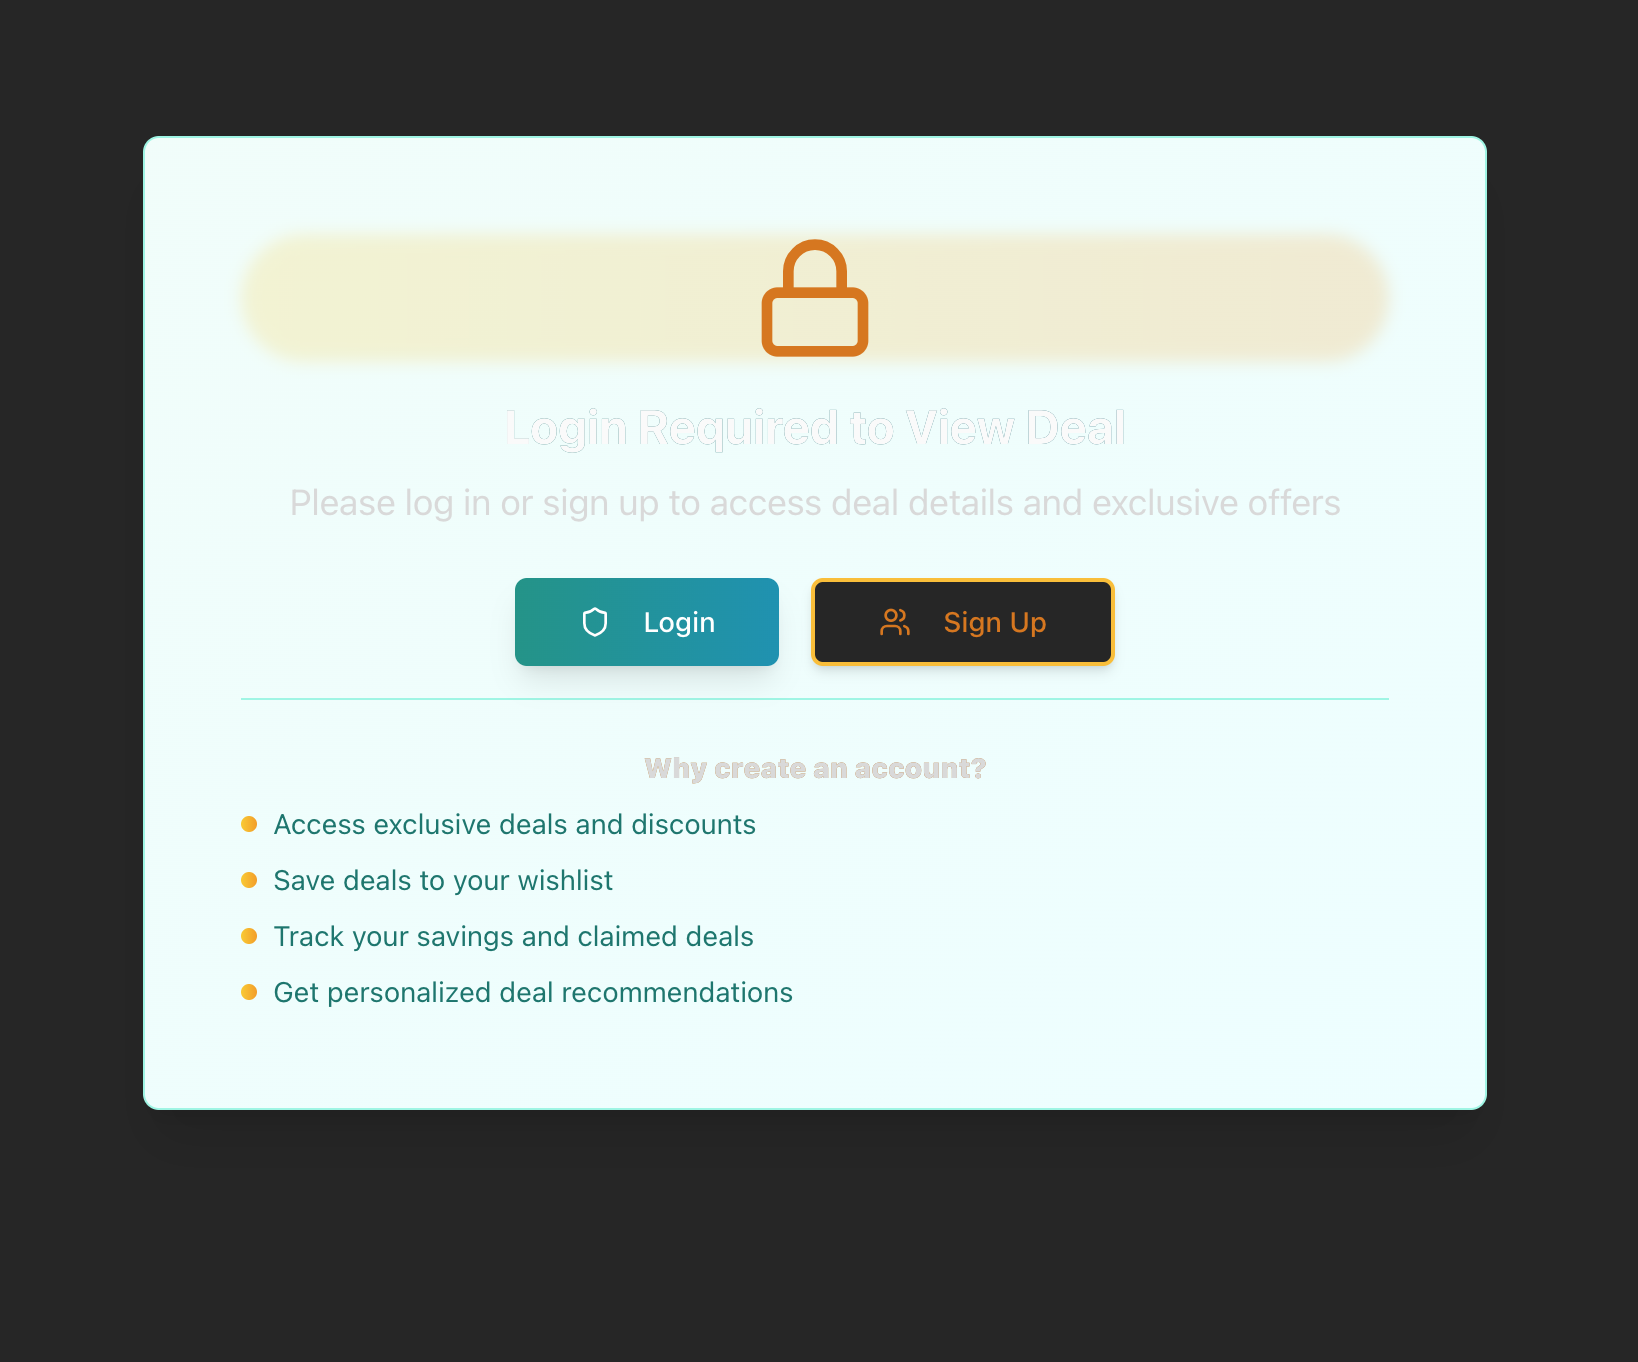 Login Required to View Deal
Please log in or sign up to access deal details and exclusive offers
Login
Sign Up
Why create an account?
Access exclusive deals and discounts
Save deals to your wishlist
Track your savings and claimed deals
Get personalized deal recommendations